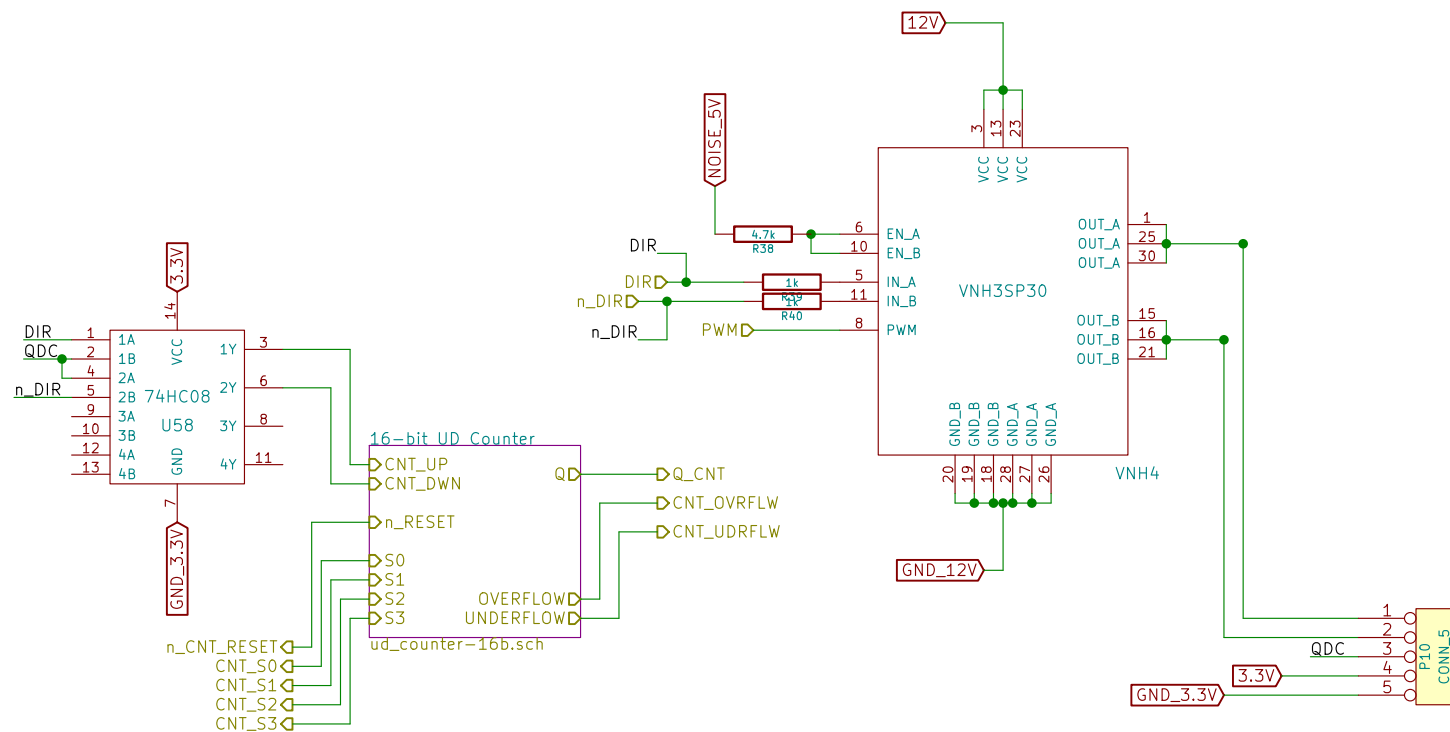 12V
NOISE_5V
3
13
23
VCC
VCC
VCC
4.7k
R38
6
EN_A
10
EN_B
DIR
DIR
1k
R39
5
IN_A
n_DIR
1k
R40
11
IN_B
n_DIR
PWM
8
PWM
VNH3SP30
OUT_A
1
OUT_A
25
OUT_A
30
OUT_B
15
OUT_B
16
OUT_B
21
GND_B
GND_B
GND_B
GND_A
GND_A
GND_A
20
19
18
28
27
26
VNH4
GND_12V
3.3V
14
VCC
DIR
1
1A
QDC
2
1B
4
2A
n_DIR
5
2B
9
3A
10
3B
12
4A
13
4B
74HC08
U58
GND
1Y
3
2Y
6
3Y
8
4Y
11
7
GND_3.3V
16-bit UD Counter
CNT_UP
CNT_DWN
n_RESET
S0
S1
S2
S3
Q
OVERFLOW
UNDERFLOW
ud_counter-16b.sch
Q_CNT
CNT_OVRFLW
CNT_UDRFLW
n_CNT_RESET
CNT_S0
CNT_S1
CNT_S2
CNT_S3
1
2
QDC
3
3.3V
4
GND_3.3V
5
P10
CONN_5